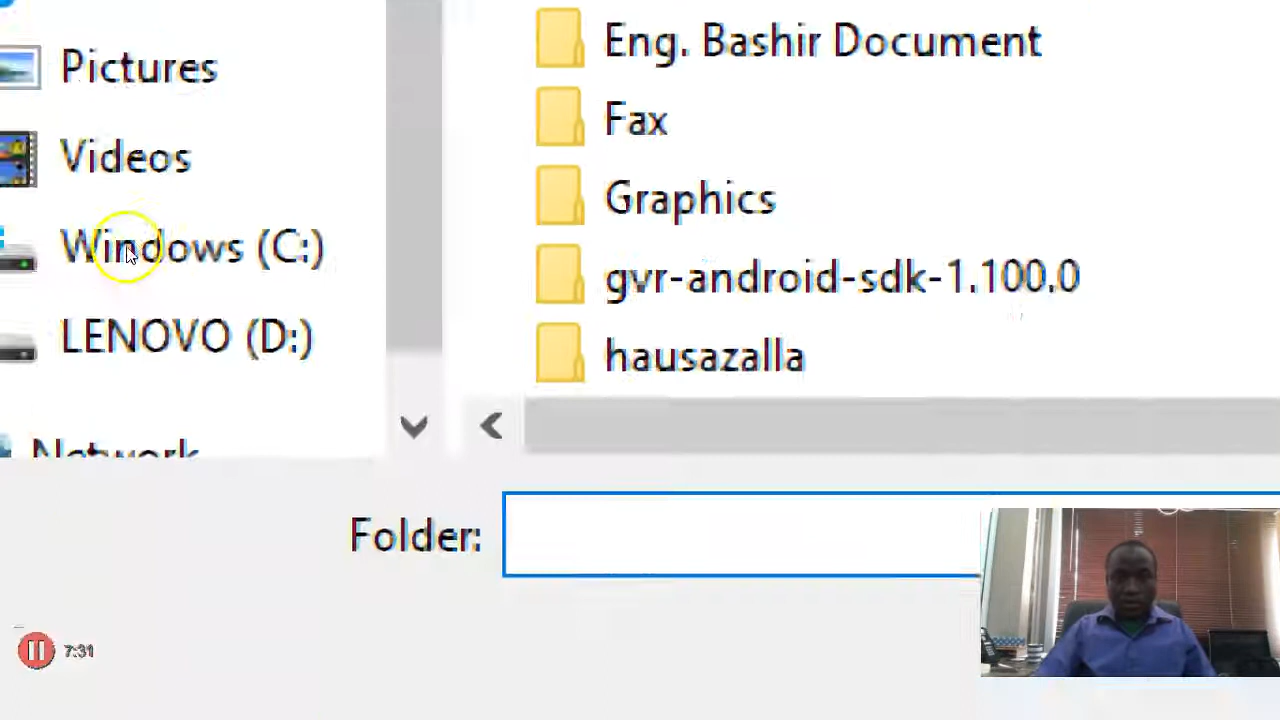 Pictures
Videos
Windows (C:)
LENOVO (D:)
Network
Eng. Bashir Document
Fax
Graphics
gvr-android-sdk-1.100.0
hausazalla
Folder:
7:31